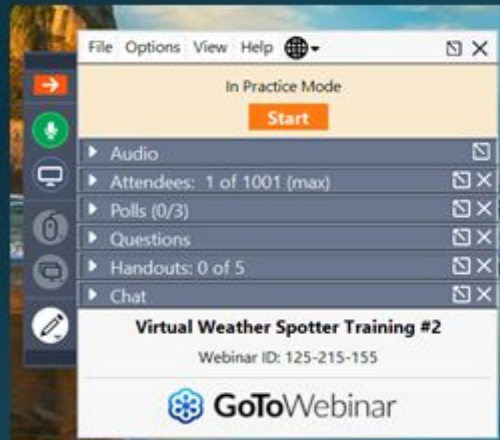 File Options View Help
In Practice Mode
Start
Audio
Attendees: 1 of 1001 (max)
Polls (0/3)
Questions
Handouts: 0 of 5
Chat
Virtual Weather Spotter Training #2
Webinar ID: 125-215-155
GoToWebinar